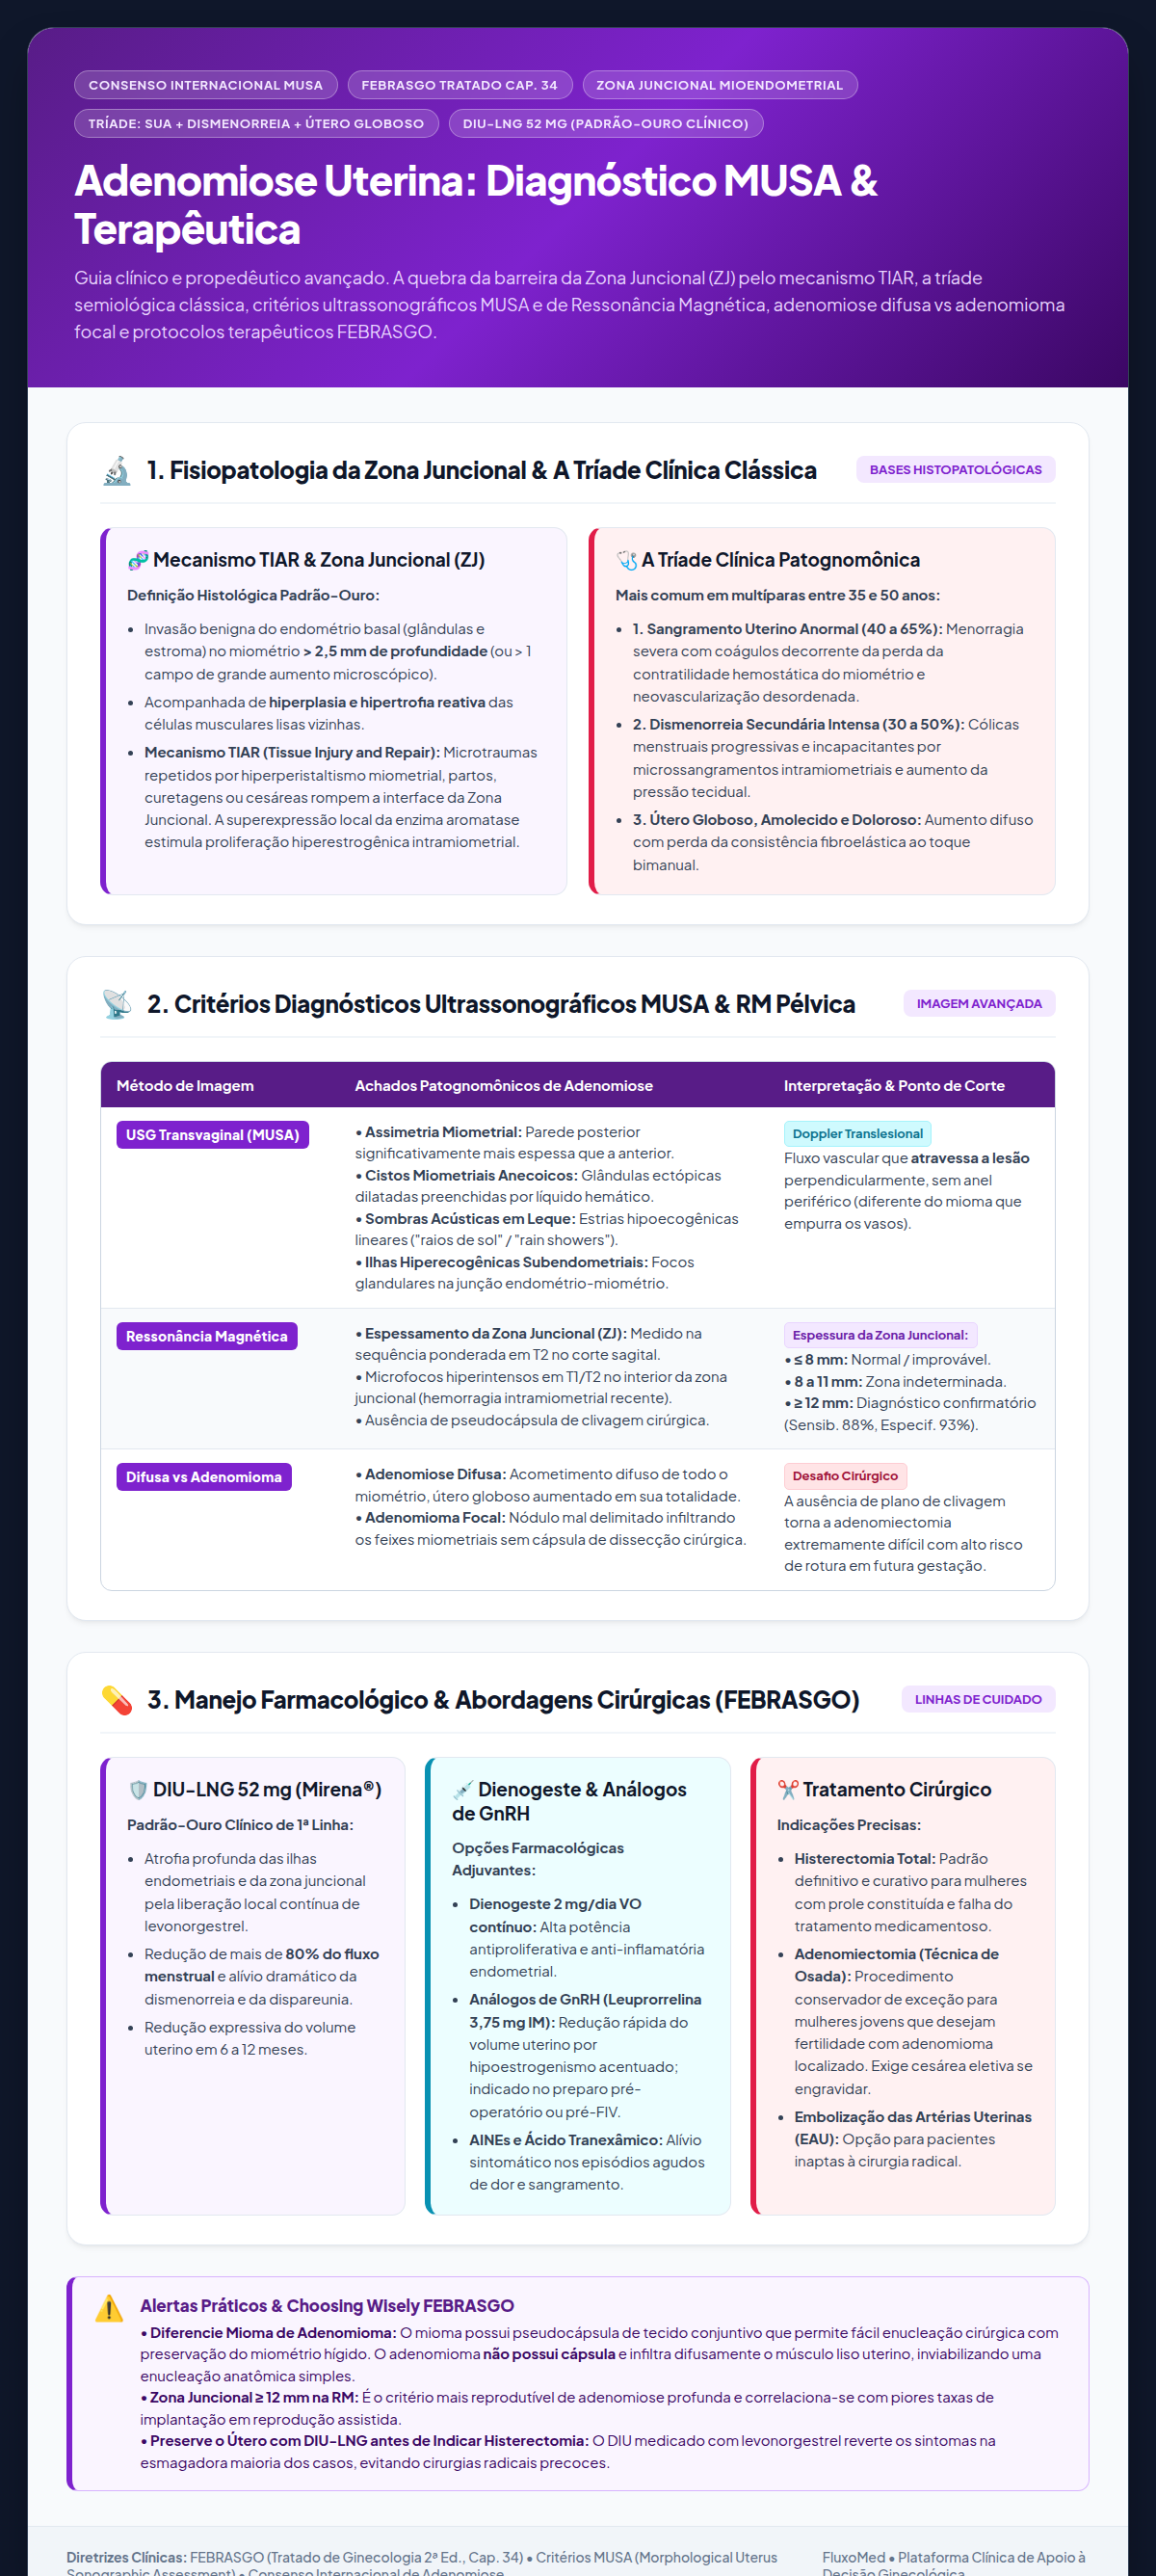 CONSENSO INTERNACIONAL MUSA
FEBRASGO TRATADO CAP. 34
ZONA JUNCIONAL MIOENDOMETRIAL
TRÍADE: SUA + DISMENORREIA + ÚTERO GLOBOSO
DIU-LNG 52 MG (PADRÃO-OURO CLÍNICO)
Adenomiose Uterina: Diagnóstico MUSA &
Terapêutica
Guia clínico e propedêutico avançado. A quebra da barreira da Zona Juncional (ZJ) pelo mecanismo TIAR, a tríade
semiológica clássica, critérios ultrassonográficos MUSA e de Ressonância Magnética, adenomiose difusa vs adenomioma
focal e protocolos terapêuticos FEBRASGO.
1. Fisiopatologia da Zona Juncional & A Tríade Clínica Clássica
BASES HISTOPATOLÓGICAS
Mecanismo TIAR & Zona Juncional (ZJ)
Definição Histológica Padrão-Ouro:
• Invasão benigna do endométrio basal (glândulas e
estroma) no miométrio > 2,5 mm de profundidade (ou > 1
campo de grande aumento microscópico).
• Acompanhada de hiperplasia e hipertrofia reativa das
células musculares lisas vizinhas.
• Mecanismo TIAR (Tissue Injury and Repair): Microtraumas
repetidos por hiperperistaltismo miometrial, partos,
curetagens ou cesáreas rompem a interface da Zona
Juncional. A superexpressão local da enzima aromatase
estimula proliferação hiperestrogênica intramiometrial.
A Tríade Clínica Patognomônica
Mais comum em multíparas entre 35 e 50 anos:
• 1. Sangramento Uterino Anormal (40 a 65%): Menorragia
severa com coágulos decorrente da perda da
contratilidade hemostática do miométrio e
neovascularização desordenada.
• 2. Dismenorreia Secundária Intensa (30 a 50%): Cólicas
menstruais progressivas e incapacitantes por
microssangramentos intramiometriais e aumento da
pressão tecidual.
• 3. Útero Globoso, Amolecido e Doloroso: Aumento difuso
com perda da consistência fibroelástica ao toque
bimanual.
2. Critérios Diagnósticos Ultrassonográficos MUSA & RM Pélvica
IMAGEM AVANÇADA
Método de Imagem
Achados Patognomônicos de Adenomiose
Interpretação & Ponto de Corte
USG Transvaginal (MUSA)
• Assimetria Miometrial: Parede posterior
significativamente mais espessa que a anterior.
• Cistos Miometriais Anecoicos: Glândulas ectópicas
dilatadas preenchidas por líquido hemático.
• Sombras Acústicas em Leque: Estrias hipoecogênicas
lineares ("raios de sol" / "rain showers").
• Ilhas Hiperecogênicas Subendometriais: Focos
glandulares na junção endométrio-miométrio.
Doppler Translesional
Fluxo vascular que atravessa a lesão
perpendicularmente, sem anel
periférico (diferente do mioma que
empurra os vasos).
Ressonância Magnética
• Espessamento da Zona Juncional (ZJ): Medido na
sequência ponderada em T2 no corte sagital.
• Microfocos hiperintensos em T1/T2 no interior da zona
juncional (hemorragia intramiometrial recente).
• Ausência de pseudocápsula de clivagem cirúrgica.
Espessura da Zona Juncional:
• ≤ 8 mm: Normal / improvável.
• 8 a 11 mm: Zona indeterminada.
• ≥ 12 mm: Diagnóstico confirmatório
(Sensib. 88%, Especif. 93%).
Difusa vs Adenomioma
• Adenomiose Difusa: Acometimento difuso de todo o
miométrio, útero globoso aumentado em sua totalidade.
• Adenomioma Focal: Nódulo mal delimitado infiltrando
os feixes miometriais sem cápsula de dissecção cirúrgica.
Desafio Cirúrgico
A ausência de plano de clivagem
torna a adenomiectomia
extremamente difícil com alto risco
de rotura em futura gestação.
3. Manejo Farmacológico & Abordagens Cirúrgicas (FEBRASGO)
LINHAS DE CUIDADO
DIU-LNG 52 mg (Mirena®)
Padrão-Ouro Clínico de 1ª Linha:
• Atrofia profunda das ilhas
endometriais e da zona juncional
pela liberação local contínua de
levonorgestrel.
• Redução de mais de 80% do fluxo
menstrual e alívio dramático da
dismenorreia e da dispareunia.
• Redução expressiva do volume
uterino em 6 a 12 meses.
Dienogeste & Análogos
de GnRH
Opções Farmacológicas
Adjuvantes:
• Dienogeste 2 mg/dia VO
contínuo: Alta potência
antiproliferativa e anti-inflamatória
endometrial.
• Análogos de GnRH (Leuprorrelina
3,75 mg IM): Redução rápida do
volume uterino por
hipoestrogenismo acentuado;
indicado no preparo pré-
operatório ou pré-FIV.
• AINEs e Ácido Tranexâmico: Alívio
sintomático nos episódios agudos
de dor e sangramento.
Tratamento Cirúrgico
Indicações Precisas:
• Histerectomia Total: Padrão
definitivo e curativo para mulheres
com prole constituída e falha do
tratamento medicamentoso.
• Adenomiectomia (Técnica de
Osada): Procedimento
conservador de exceção para
mulheres jovens que desejam
fertilidade com adenomioma
localizado. Exige cesárea eletiva se
engravidar.
• Embolização das Artérias Uterinas
(EAU): Opção para pacientes
inaptas à cirurgia radical.
Alertas Práticos & Choosing Wisely FEBRASGO
• Diferencie Mioma de Adenomioma: O mioma possui pseudocápsula de tecido conjuntivo que permite fácil enucleação cirúrgica com
preservação do miométrio hígido. O adenomioma não possui cápsula e infiltra difusamente o músculo liso uterino, inviabilizando uma
enucleação anatômica simples.
• Zona Juncional ≥ 12 mm na RM: É o critério mais reprodutível de adenomiose profunda e correlaciona-se com piores taxas de
implantação em reprodução assistida.
• Preserve o Útero com DIU-LNG antes de Indicar Histerectomia: O DIU medicado com levonorgestrel reverte os sintomas na
esmagadora maioria dos casos, evitando cirurgias radicais precoces.
Diretrizes Clínicas: FEBRASGO (Tratado de Ginecologia 2ª Ed., Cap. 34) • Critérios MUSA (Morphological Uterus
Sonographic Assessment) • Consenso Internacional de Adenomiose
FluxoMed • Plataforma Clínica de Apoio à
Decisão Ginecológica